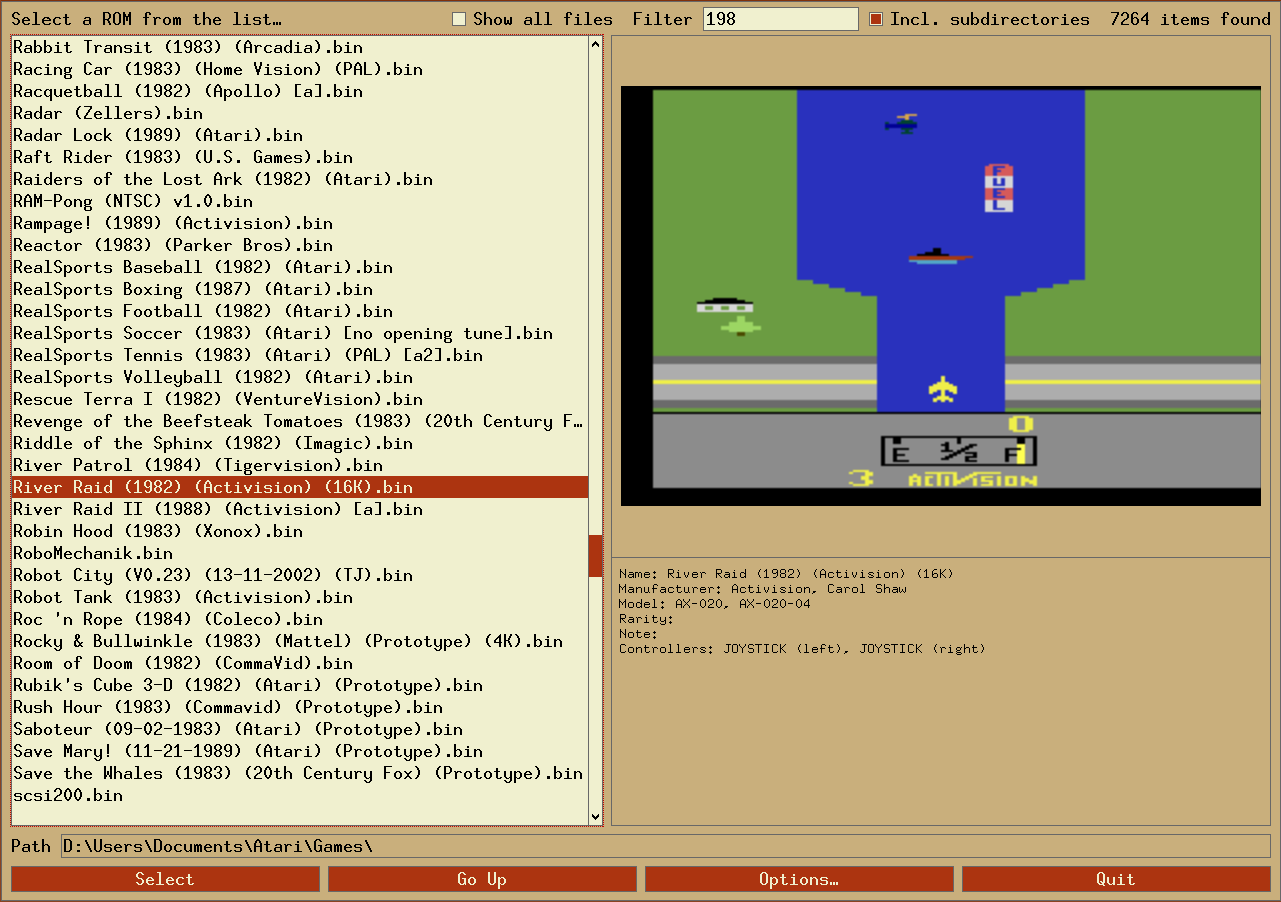 Select a ROM from the list… Show all files Filter 198 Incl. subdirectories 7264 items found
Rabbit Transit (1983) (Arcadia).bin
Racing Car (1983) (Home Vision) (PAL).bin
Racquetball (1982) (Apollo) [a].bin
Radar (Zellers).bin
Radar Lock (1989) (Atari).bin
Raft Rider (1983) (U.S. Games).bin
Raiders of the Lost Ark (1982) (Atari).bin
RAM-Pong (NTSC) v1.0.bin
Rampage! (1989) (Activision).bin
Reactor (1983) (Parker Bros).bin
RealSports Baseball (1982) (Atari).bin
RealSports Boxing (1987) (Atari).bin
RealSports Football (1982) (Atari).bin
RealSports Soccer (1983) (Atari) [no opening tune].bin
RealSports Tennis (1983) (Atari) (PAL) [a2].bin
RealSports Volleyball (1982) (Atari).bin
Rescue Terra I (1982) (VentureVision).bin
Revenge of the Beefsteak Tomatoes (1983) (20th Century F…
Riddle of the Sphinx (1982) (Imagic).bin
River Patrol (1984) (Tigervision).bin
River Raid (1982) (Activision) (16K).bin
River Raid II (1988) (Activision) [a].bin
Robin Hood (1983) (Xonox).bin
RoboMechanik.bin
Robot City (V0.23) (13-11-2002) (TJ).bin
Robot Tank (1983) (Activision).bin
Roc 'n Rope (1984) (Coleco).bin
Rocky & Bullwinkle (1983) (Mattel) (Prototype) (4K).bin
Room of Doom (1982) (CommaVid).bin
Rubik's Cube 3-D (1982) (Atari) (Prototype).bin
Rush Hour (1983) (Commavid) (Prototype).bin
Saboteur (09-02-1983) (Atari) (Prototype).bin
Save Mary! (11-21-1989) (Atari) (Prototype).bin
Save the Whales (1983) (20th Century Fox) (Prototype).bin
scsi200.bin
FUEL
0
E 1/2 F
3 ACTIVISION
Name: River Raid (1982) (Activision) (16K)
Manufacturer: Activision, Carol Shaw
Model: AX-020, AX-020-04
Rarity:
Note:
Controllers: JOYSTICK (left), JOYSTICK (right)
Path D:\Users\Documents\Atari\Games\
Select Go Up Options… Quit